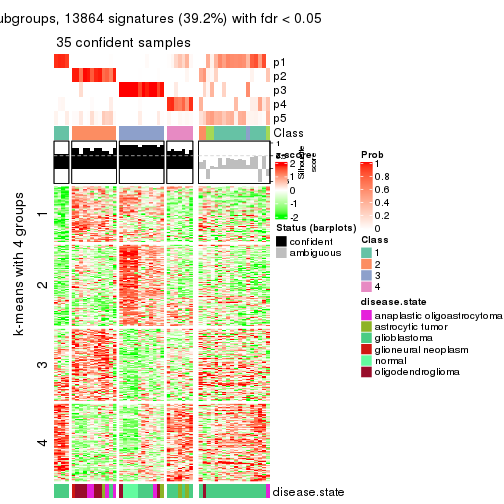 ubgroups, 13864 signatures (39.2%) with fdr < 0.05
35 confident samples
p1
p2
p3
p4
p5
Class
1
2
3
4
k-means with 4 groups
disease.state
z-score
2
1
0
-1
-2
Silhouette
score
1
Status (barplots)
confident
ambiguous
Prob
1
0.8
0.6
0.4
0.2
0
Class
1
2
3
4
disease.state
anaplastic oligoastrocytoma
astrocytic tumor
glioblastoma
glioneural neoplasm
normal
oligodendroglioma